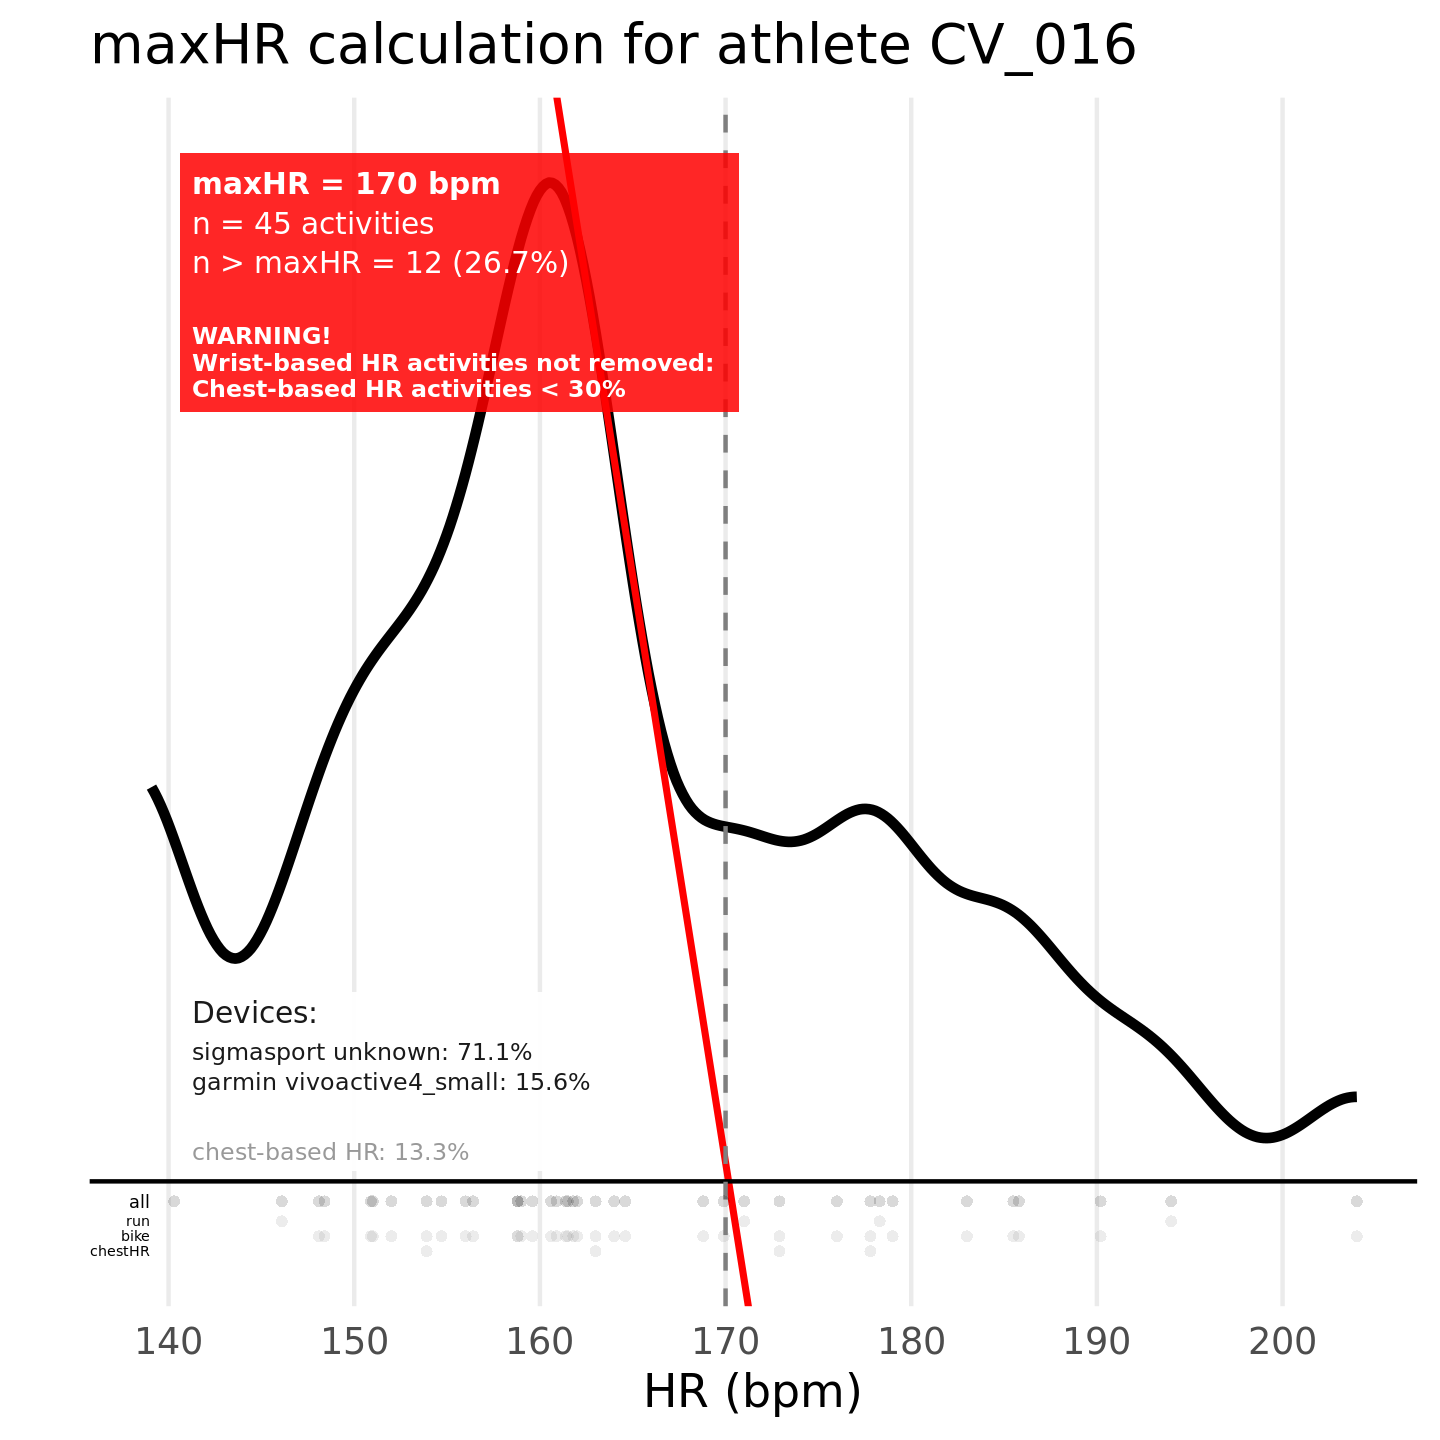 maxHR calculation for athlete CV_016
maxHR = 170 bpm
n = 45 activities
n > maxHR = 12 (26.7%)
WARNING!
Wrist-based HR activities not removed:
Chest-based HR activities < 30%
Devices:
sigmasport unknown: 71.1%
garmin vivoactive4_small: 15.6%
chest-based HR: 13.3%
all
run
bike
chestHR
140 150 160 170 180 190 200
HR (bpm)